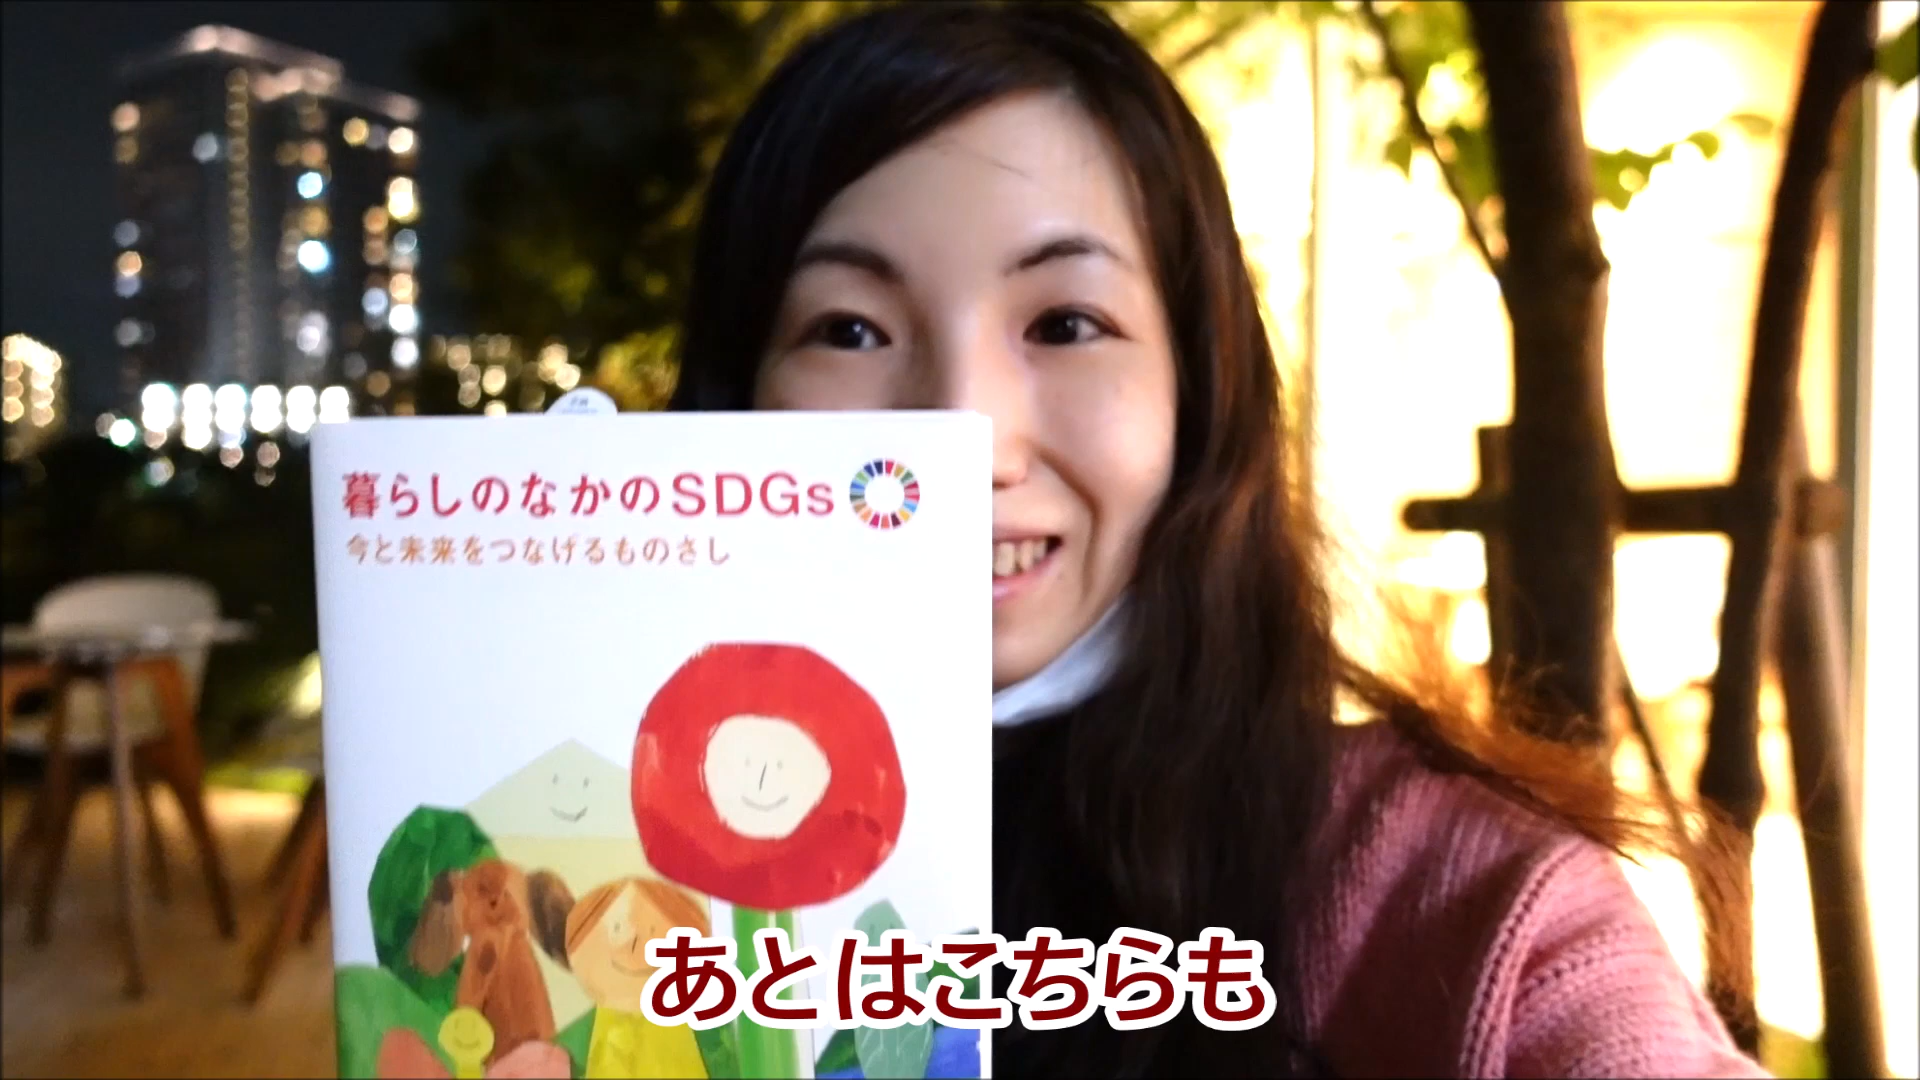 暮らしのなかのSDGs
今と未来をつなげるものさし
あとはこちらも